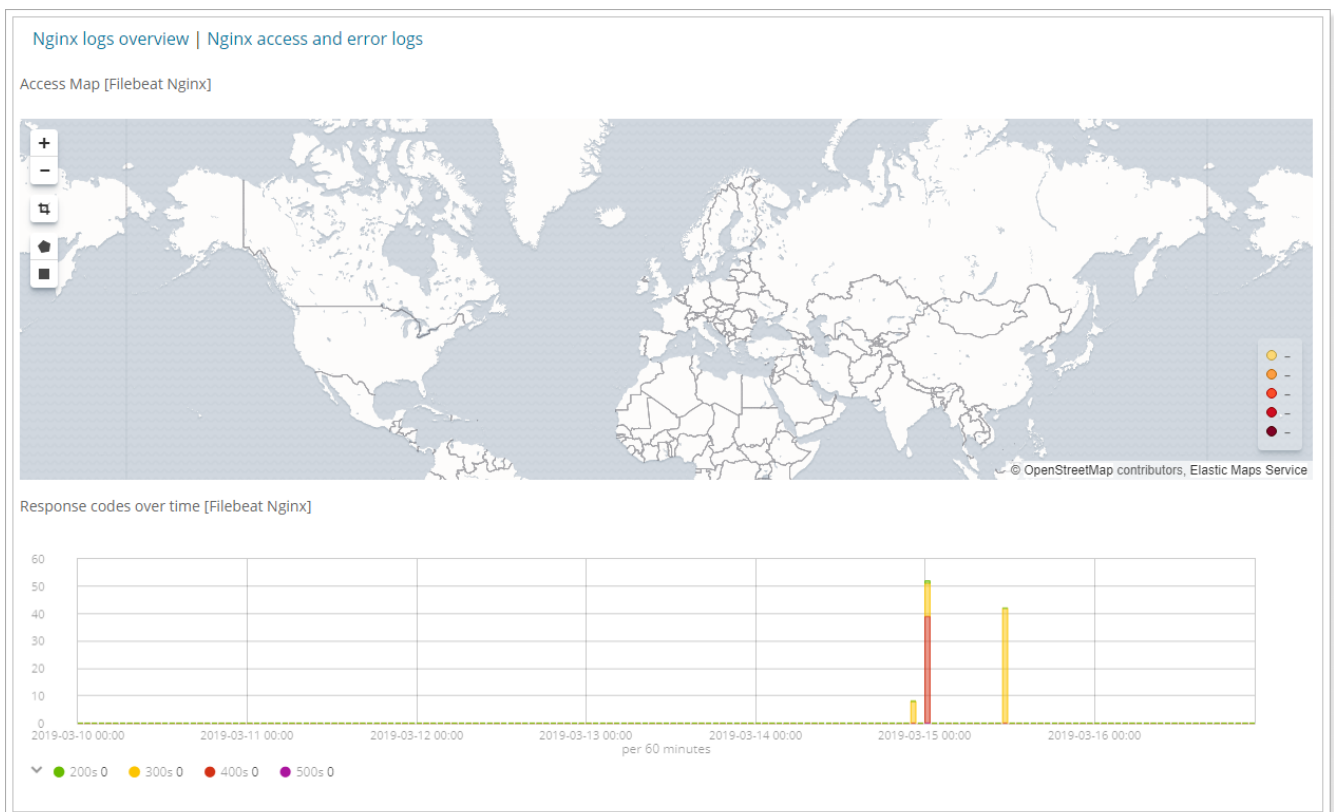 Nginx logs overview | Nginx access and error logs
Access Map [Filebeat Nginx]
+
−
–
–
–
–
–
© OpenStreetMap contributors, Elastic Maps Service
Response codes over time [Filebeat Nginx]
60
50
40
30
20
10
0
2019-03-10 00:00 2019-03-11 00:00 2019-03-12 00:00 2019-03-13 00:00 2019-03-14 00:00 2019-03-15 00:00 2019-03-16 00:00
per 60 minutes
200s 0 300s 0 400s 0 500s 0